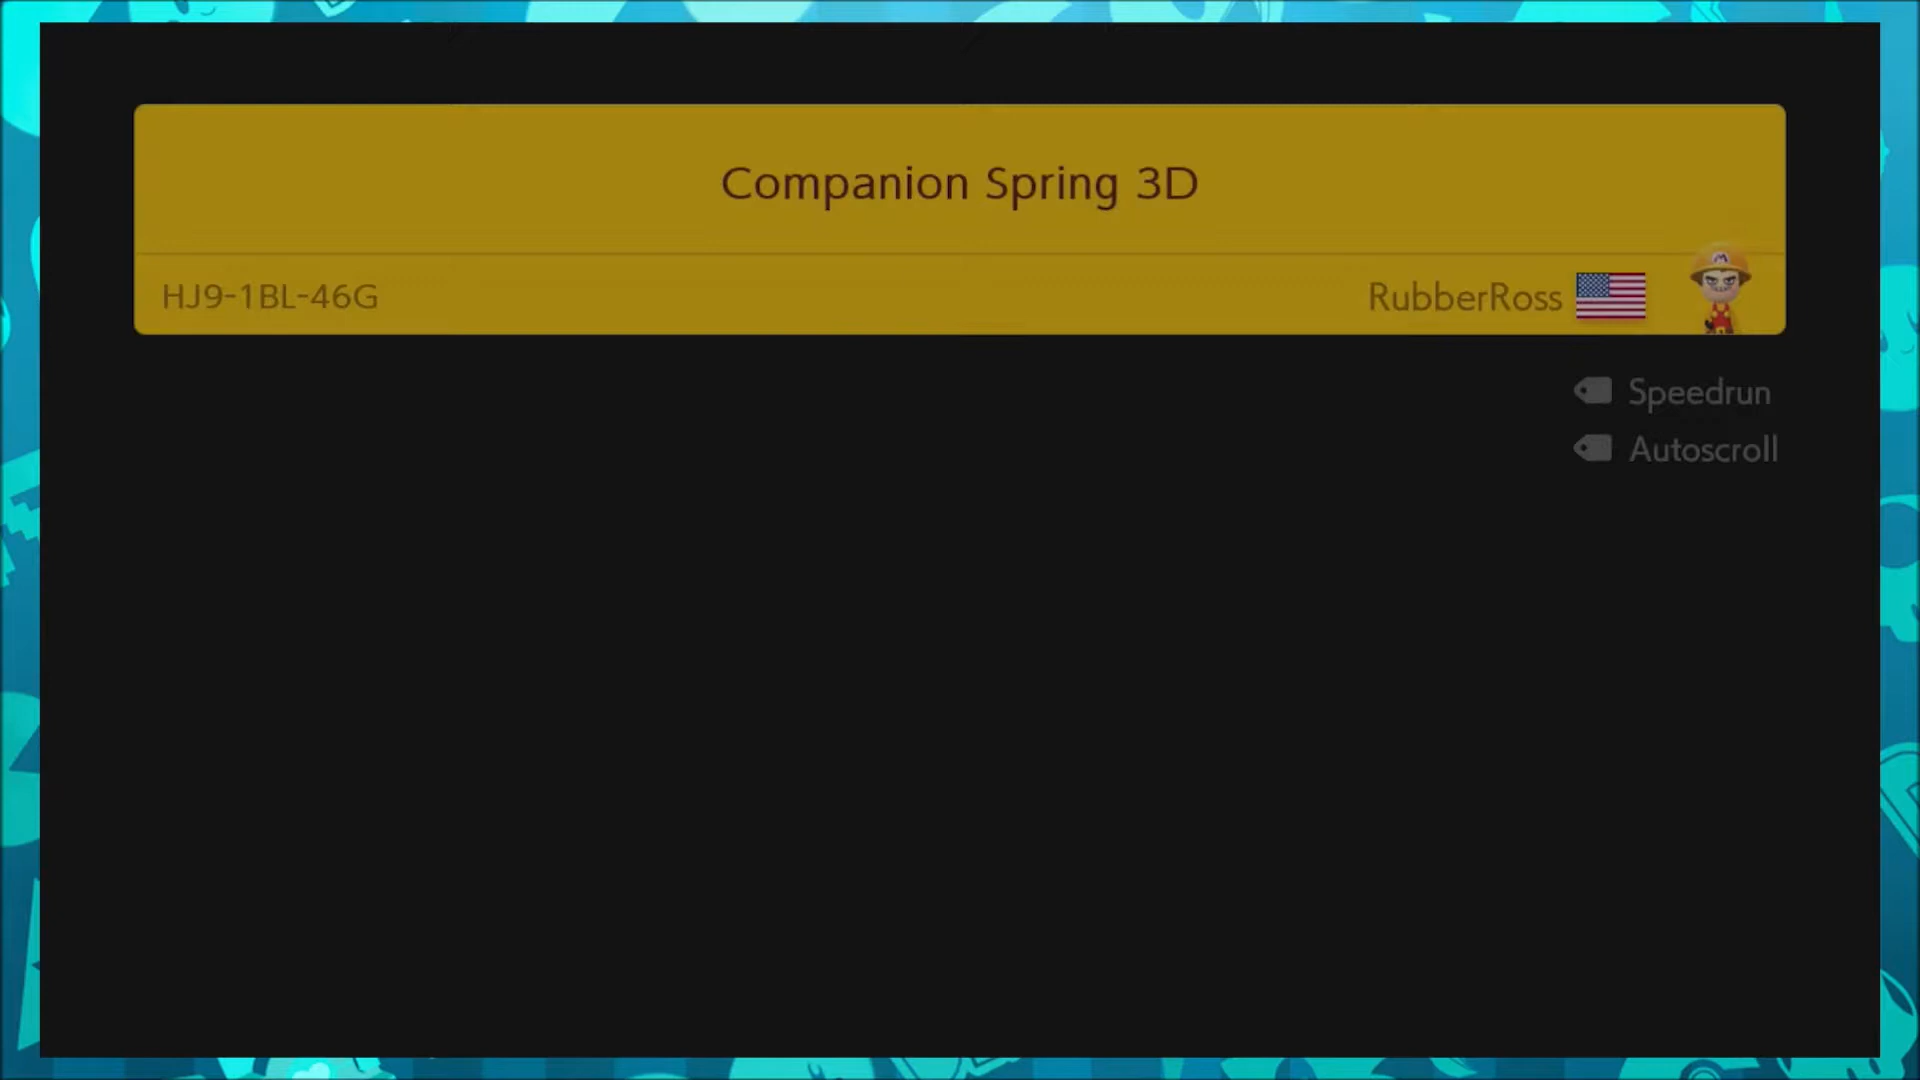 Companion Spring 3D
HJ9-1BL-46G
RubberRoss
Speedrun
Autoscroll